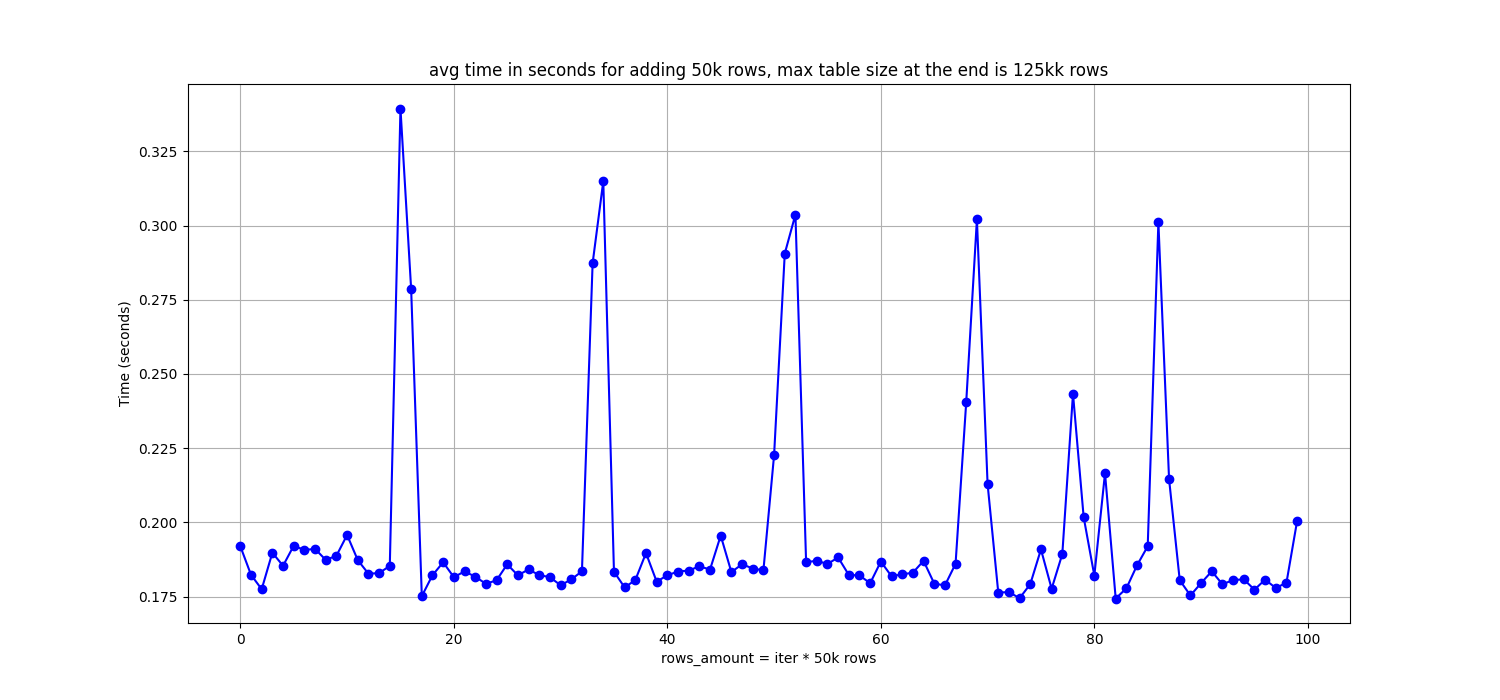 avg time in seconds for adding 50k rows, max table size at the end is 125kk rows
Time (seconds)
0.325
0.300
0.275
0.250
0.225
0.200
0.175
0 20 40 60 80 100
rows_amount = iter * 50k rows